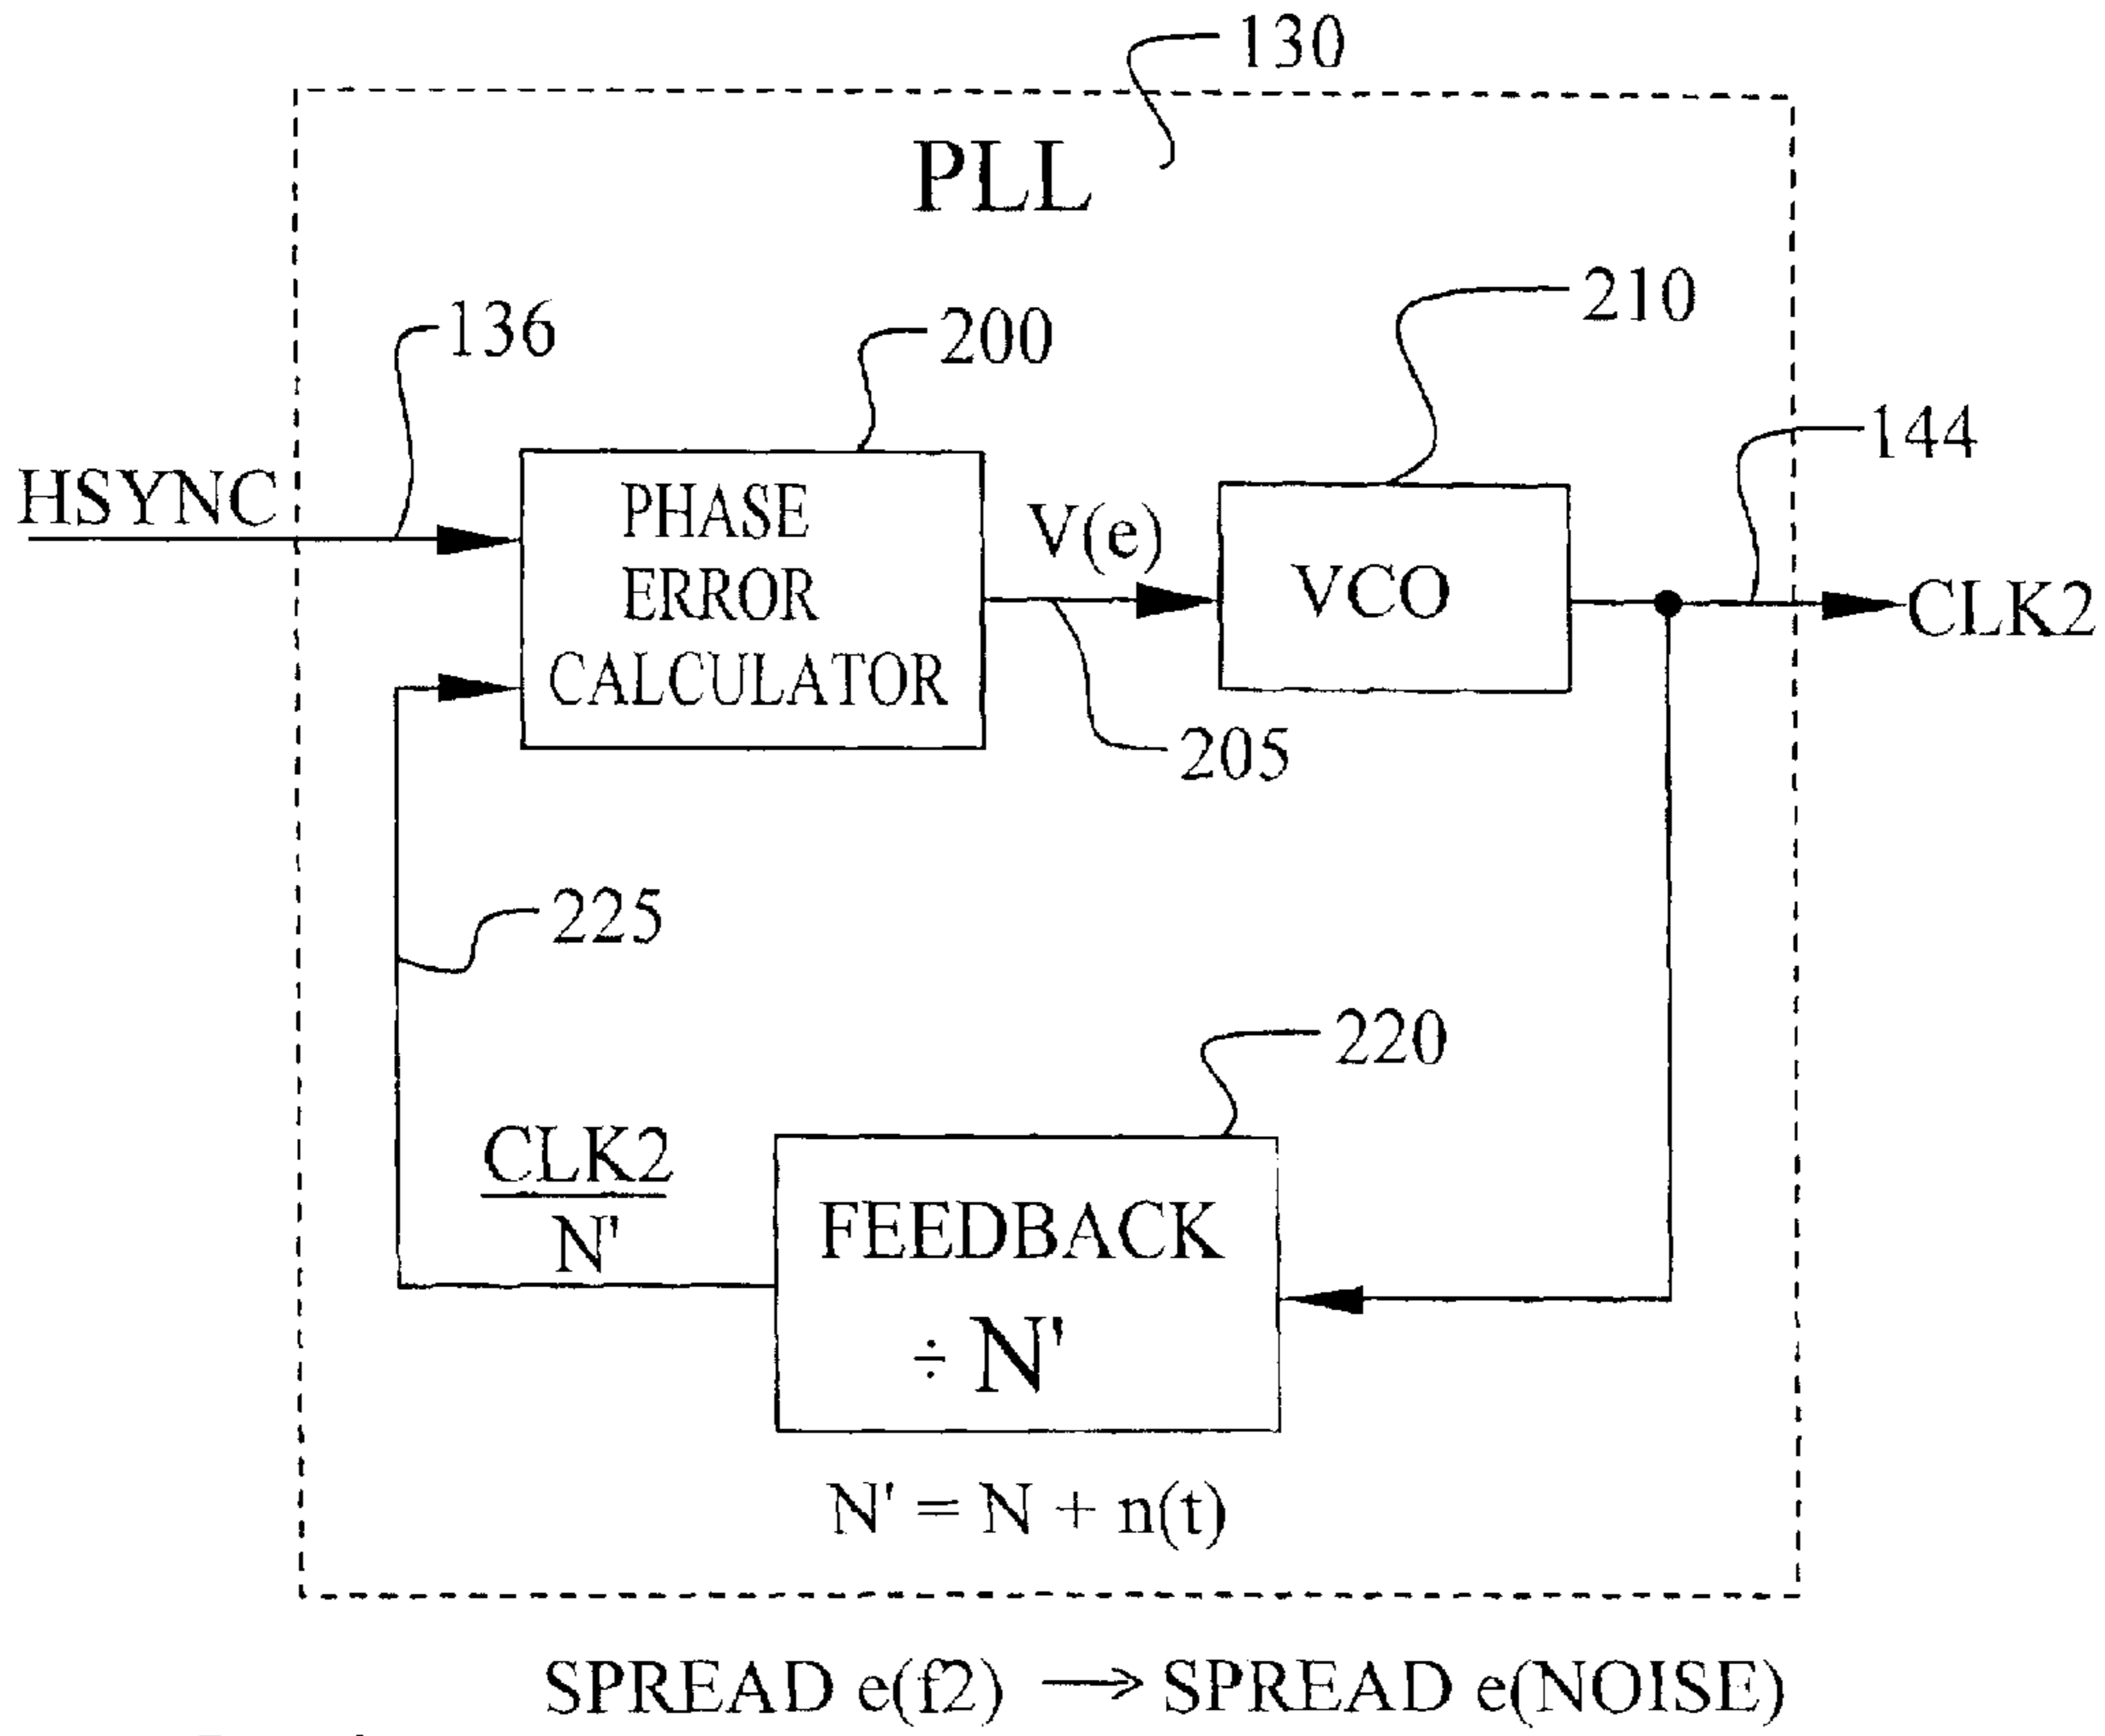 130
PLL
210
136
200
144
HSYNC
PHASE
ERROR
CALCULATOR
V(e)
VCO
CLK2
205
225
220
CLK2
N'
FEEDBACK
÷ N'
N' = N + n(t)
SPREAD e(f2) → SPREAD e(NOISE)